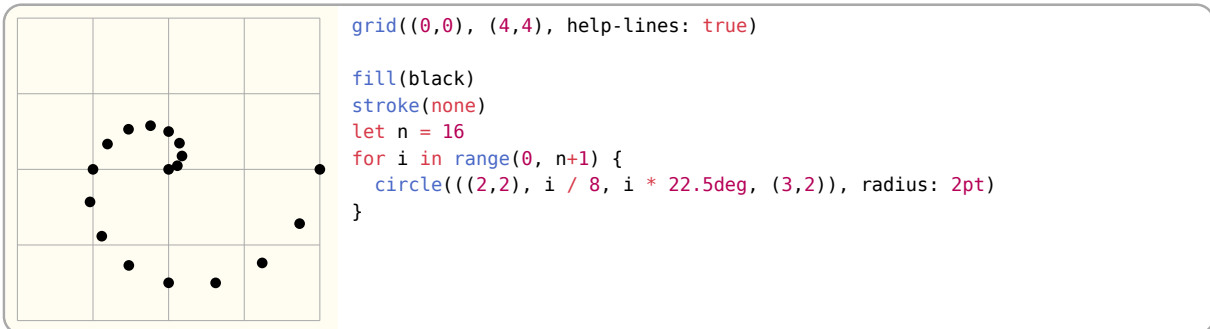 grid((0,0), (4,4), help-lines: true)
fill(black)
stroke(none)
let n = 16
for i in range(0, n+1) {
  circle(((2,2), i / 8, i * 22.5deg, (3,2)), radius: 2pt)
}